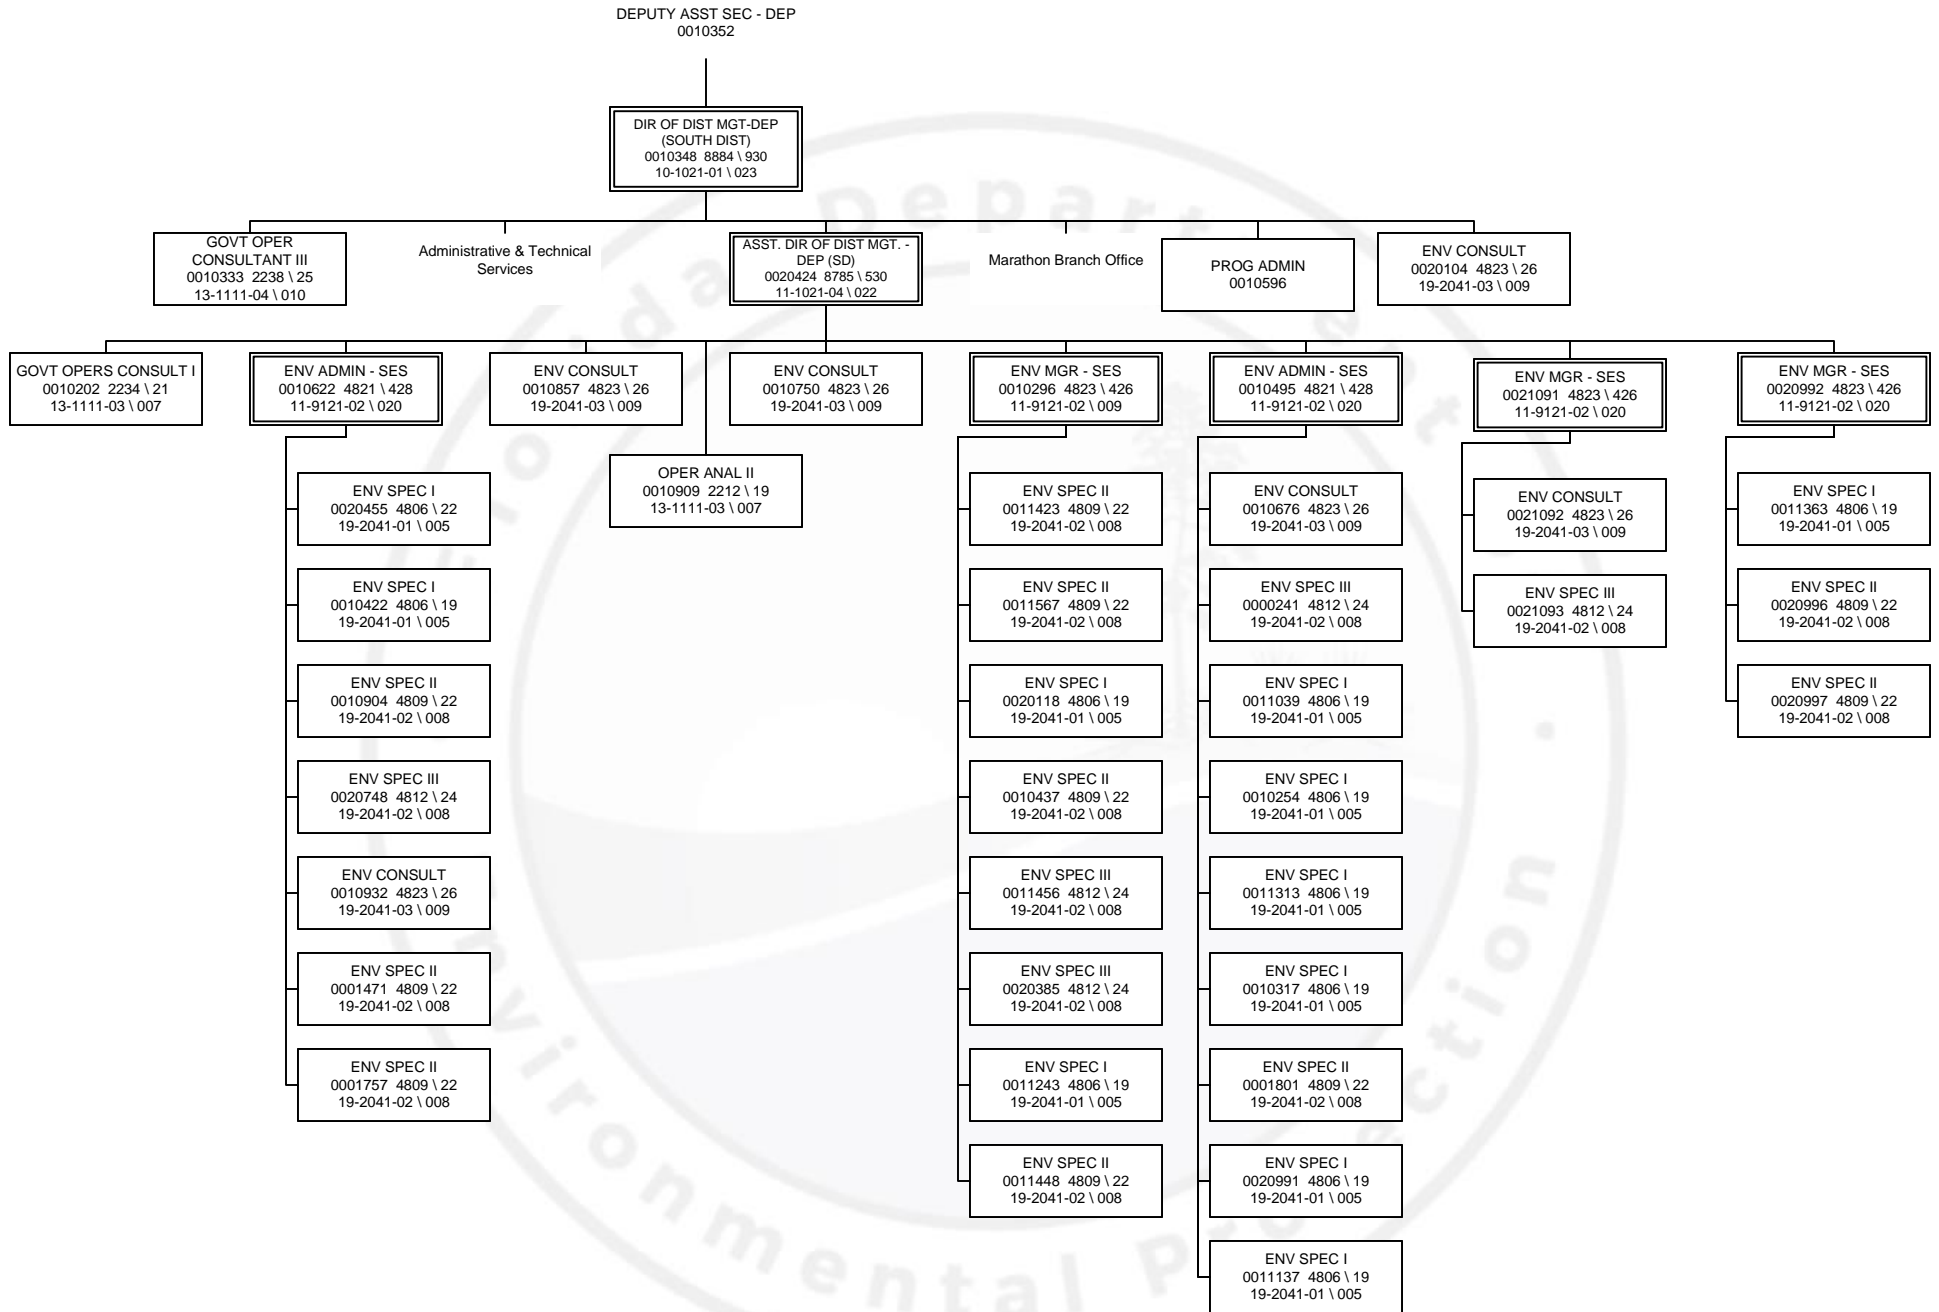 DEPUTY ASST SEC - DEP
0010352
DIR OF DIST MGT-DEP
(SOUTH DIST)
0010348 8884 \ 930
10-1021-01 \ 023
GOVT OPER
CONSULTANT III
0010333 2238 \ 25
13-1111-04 \ 010
Administrative & Technical
Services
ASST. DIR OF DIST MGT. -
DEP (SD)
0020424 8785 \ 530
11-1021-04 \ 022
Marathon Branch Office
PROG ADMIN
0010596
ENV CONSULT
0020104 4823 \ 26
19-2041-03 \ 009
GOVT OPERS CONSULT I
0010202 2234 \ 21
13-1111-03 \ 007
ENV ADMIN - SES
0010622 4821 \ 428
11-9121-02 \ 020
ENV CONSULT
0010857 4823 \ 26
19-2041-03 \ 009
OPER ANAL II
0010909 2212 \ 19
13-1111-03 \ 007
ENV CONSULT
0010750 4823 \ 26
19-2041-03 \ 009
ENV MGR - SES
0010296 4823 \ 426
11-9121-02 \ 009
ENV ADMIN - SES
0010495 4821 \ 428
11-9121-02 \ 020
ENV MGR - SES
0021091 4823 \ 426
11-9121-02 \ 020
ENV MGR - SES
0020992 4823 \ 426
11-9121-02 \ 020
ENV SPEC I
0020455 4806 \ 22
19-2041-01 \ 005
ENV SPEC I
0010422 4806 \ 19
19-2041-01 \ 005
ENV SPEC II
0010904 4809 \ 22
19-2041-02 \ 008
ENV SPEC III
0020748 4812 \ 24
19-2041-02 \ 008
ENV CONSULT
0010932 4823 \ 26
19-2041-03 \ 009
ENV SPEC II
0001471 4809 \ 22
19-2041-02 \ 008
ENV SPEC II
0001757 4809 \ 22
19-2041-02 \ 008
ENV SPEC II
0011423 4809 \ 22
19-2041-02 \ 008
ENV SPEC II
0011567 4809 \ 22
19-2041-02 \ 008
ENV SPEC I
0020118 4806 \ 19
19-2041-01 \ 005
ENV SPEC II
0010437 4809 \ 22
19-2041-02 \ 008
ENV SPEC III
0011456 4812 \ 24
19-2041-02 \ 008
ENV SPEC III
0020385 4812 \ 24
19-2041-02 \ 008
ENV SPEC I
0011243 4806 \ 19
19-2041-01 \ 005
ENV SPEC II
0011448 4809 \ 22
19-2041-02 \ 008
ENV CONSULT
0010676 4823 \ 26
19-2041-03 \ 009
ENV SPEC III
0000241 4812 \ 24
19-2041-02 \ 008
ENV SPEC I
0011039 4806 \ 19
19-2041-01 \ 005
ENV SPEC I
0010254 4806 \ 19
19-2041-01 \ 005
ENV SPEC I
0011313 4806 \ 19
19-2041-01 \ 005
ENV SPEC I
0010317 4806 \ 19
19-2041-01 \ 005
ENV SPEC II
0001801 4809 \ 22
19-2041-02 \ 008
ENV SPEC I
0020991 4806 \ 19
19-2041-01 \ 005
ENV SPEC I
0011137 4806 \ 19
19-2041-01 \ 005
ENV CONSULT
0021092 4823 \ 26
19-2041-03 \ 009
ENV SPEC III
0021093 4812 \ 24
19-2041-02 \ 008
ENV SPEC I
0011363 4806 \ 19
19-2041-01 \ 005
ENV SPEC II
0020996 4809 \ 22
19-2041-02 \ 008
ENV SPEC II
0020997 4809 \ 22
19-2041-02 \ 008